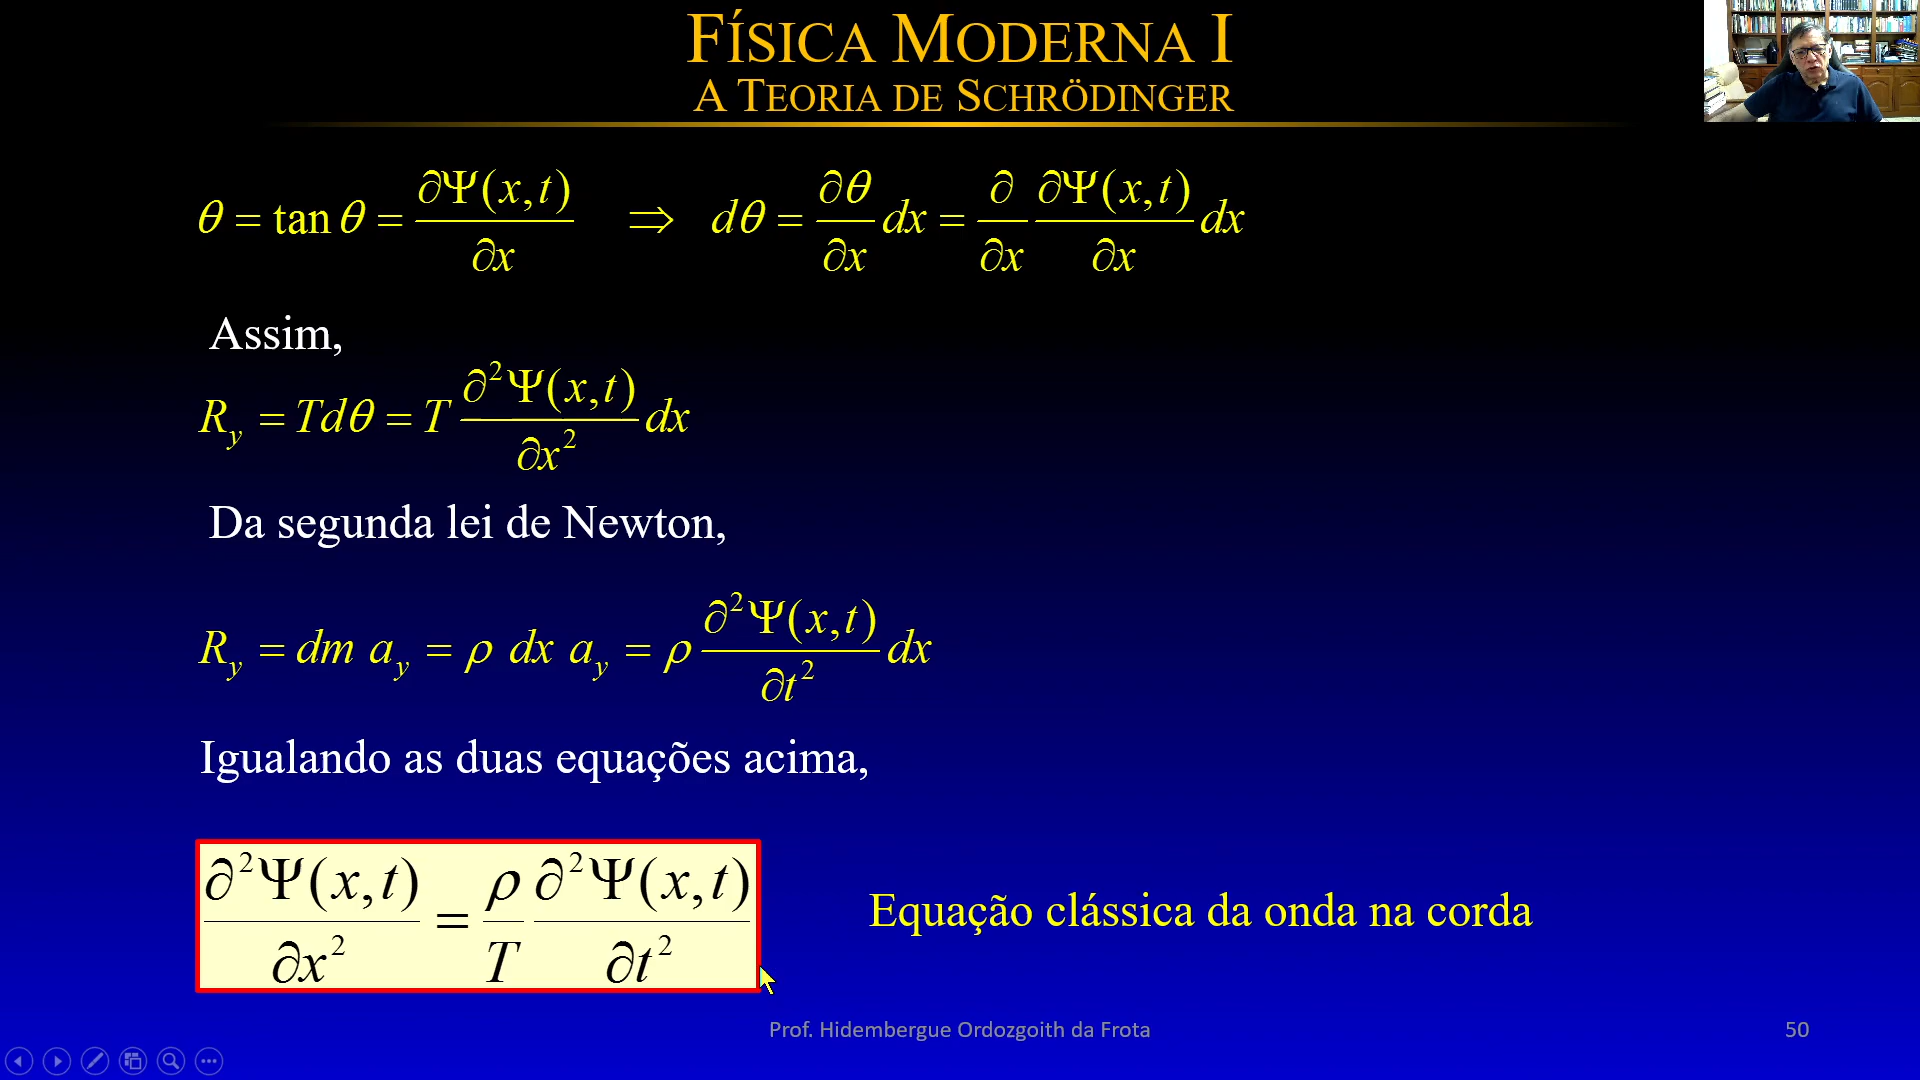 FÍSICA MODERNA I
A TEORIA DE SCHRÖDINGER
θ = tan θ = ∂Ψ(x,t)/∂x ⇒ dθ = ∂θ/∂x dx = ∂/∂x ∂Ψ(x,t)/∂x dx
Assim,
R_y = Tdθ = T ∂²Ψ(x,t)/∂x² dx
Da segunda lei de Newton,
R_y = dm a_y = ρ dx a_y = ρ ∂²Ψ(x,t)/∂t² dx
Igualando as duas equações acima,
∂²Ψ(x,t)/∂x² = ρ/T ∂²Ψ(x,t)/∂t²
Equação clássica da onda na corda
Prof. Hidembergue Ordozgoith da Frota
50